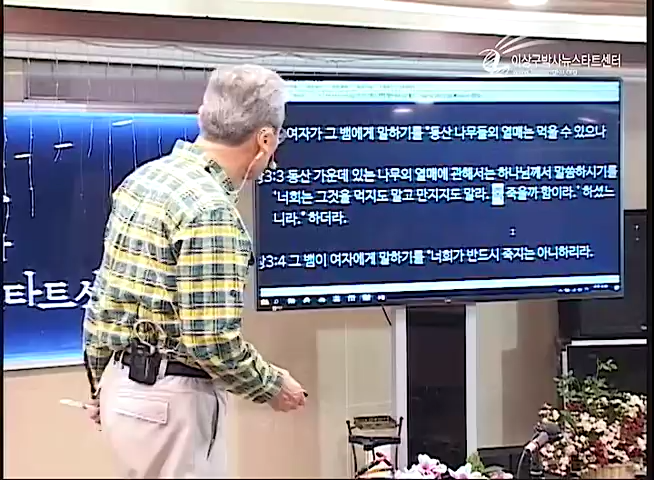 이상구박사뉴스타트센터
여자가 그 뱀에게 말하기를 "동산 나무들의 열매는 먹을 수 있으나
3:3 동산 가운데 있는 나무의 열매에 관해서는 하나님께서 말씀하시기를
"너희는 그것을 먹지도 말고 만지지도 말라. 죽을까 함이라." 하셨느
니라." 하더라.
3:4 그 뱀이 여자에게 말하기를 "너희가 반드시 죽지는 아니하리라.
스타트